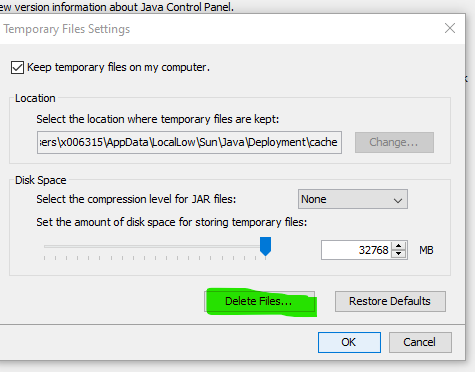 ew version information about Java Control Panel.
Temporary Files Settings
Keep temporary files on my computer.
Location
Select the location where temporary files are kept:
sers\x006315\AppData\LocalLow\Sun\Java\Deployment\cache
Change...
Disk Space
Select the compression level for JAR files:
None
Set the amount of disk space for storing temporary files:
32768
MB
Delete Files...
Restore Defaults
OK
Cancel